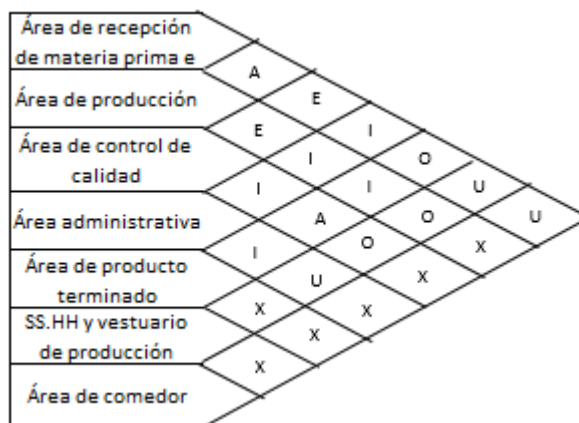 Área de recepción
de materia prima e
A
E
Área de producción
E
I
Área de control de
calidad
I
O
I
I
U
Área administrativa
A
O
U
I
O
X
Área de producto
terminado
U
X
X
X
SS.HH y vestuario
de producción
X
X
Área de comedor